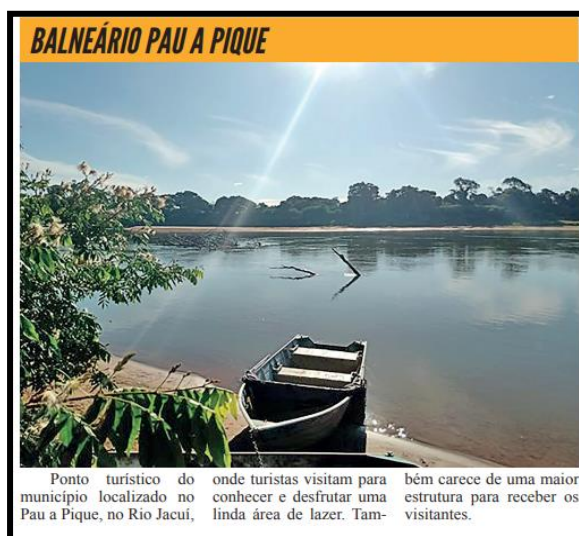 BALNEÁRIO PAU A PIQUE
Ponto turístico do
município localizado no
Pau a Pique, no Rio Jacuí,
onde turistas visitam para
conhecer e desfrutar uma
linda área de lazer. Tam-
bém carece de uma maior
estrutura para receber os
visitantes.